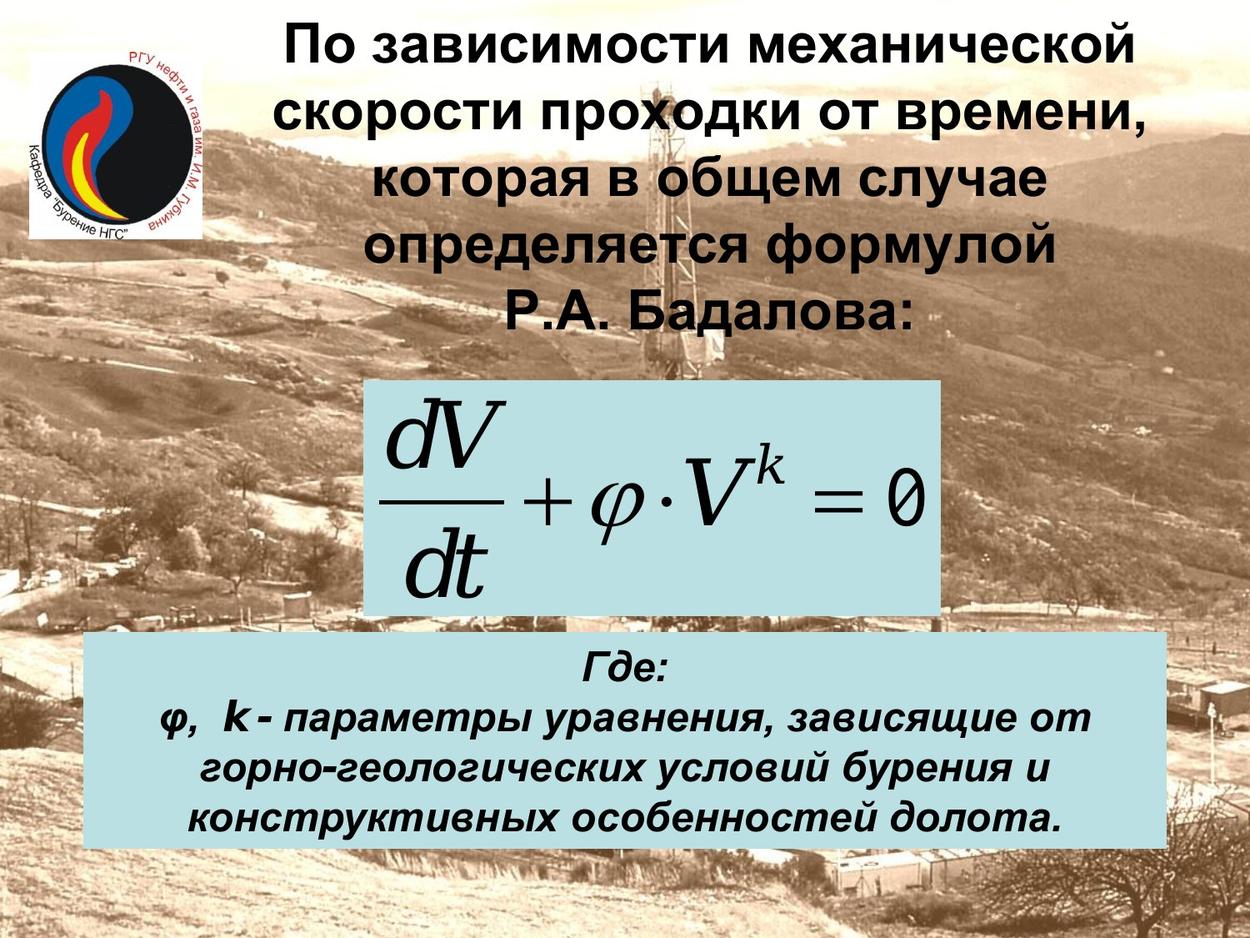 РГУ нефти и газа им. И.М. Губкина
Кафедра "Бурение НГС"
По зависимости механической
скорости проходки от времени,
которая в общем случае
определяется формулой
Р.А. Бадалова:
dV/dt + φ · V^k = 0
Где:
φ, k - параметры уравнения, зависящие от
горно-геологических условий бурения и
конструктивных особенностей долота.